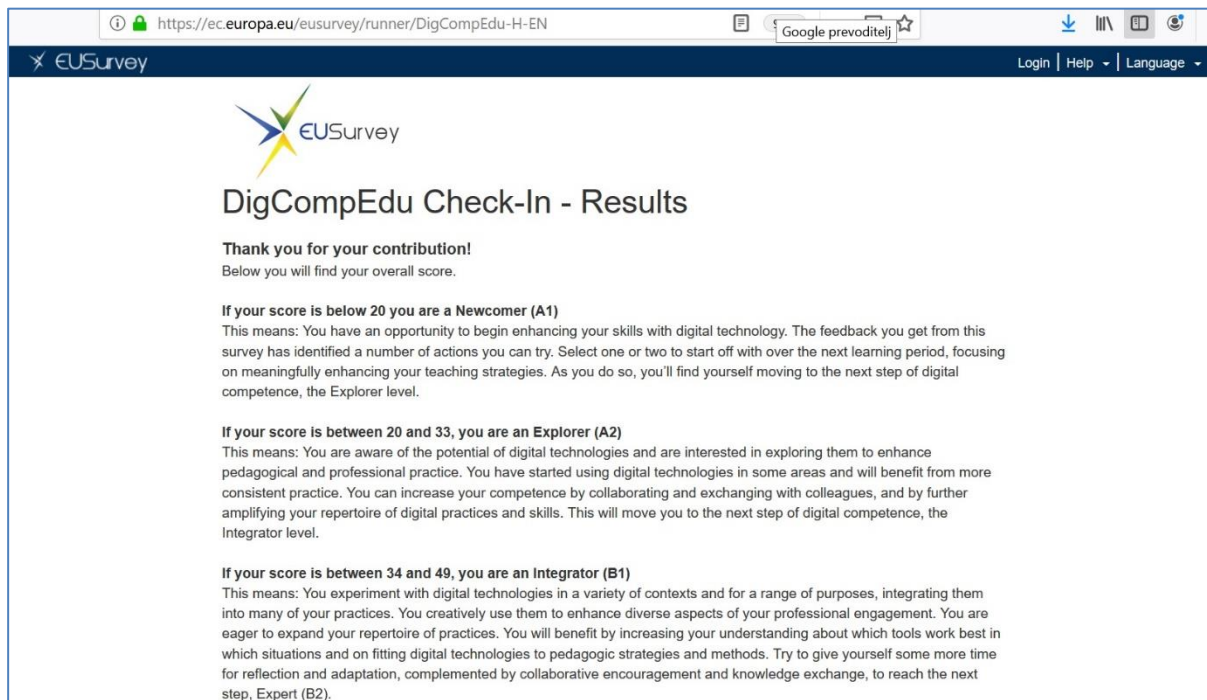 https://ec.europa.eu/eusurvey/runner/DigCompEdu-H-EN
Google prevoditelj
EUSurvey
Login | Help | Language
EUSurvey
DigCompEdu Check-In - Results
Thank you for your contribution!
Below you will find your overall score.
If your score is below 20 you are a Newcomer (A1)
This means: You have an opportunity to begin enhancing your skills with digital technology. The feedback you get from this
survey has identified a number of actions you can try. Select one or two to start off with over the next learning period, focusing
on meaningfully enhancing your teaching strategies. As you do so, you'll find yourself moving to the next step of digital
competence, the Explorer level.
If your score is between 20 and 33, you are an Explorer (A2)
This means: You are aware of the potential of digital technologies and are interested in exploring them to enhance
pedagogical and professional practice. You have started using digital technologies in some areas and will benefit from more
consistent practice. You can increase your competence by collaborating and exchanging with colleagues, and by further
amplifying your repertoire of digital practices and skills. This will move you to the next step of digital competence, the
Integrator level.
If your score is between 34 and 49, you are an Integrator (B1)
This means: You experiment with digital technologies in a variety of contexts and for a range of purposes, integrating them
into many of your practices. You creatively use them to enhance diverse aspects of your professional engagement. You are
eager to expand your repertoire of practices. You will benefit by increasing your understanding about which tools work best in
which situations and on fitting digital technologies to pedagogic strategies and methods. Try to give yourself some more time
for reflection and adaptation, complemented by collaborative encouragement and knowledge exchange, to reach the next
step, Expert (B2).